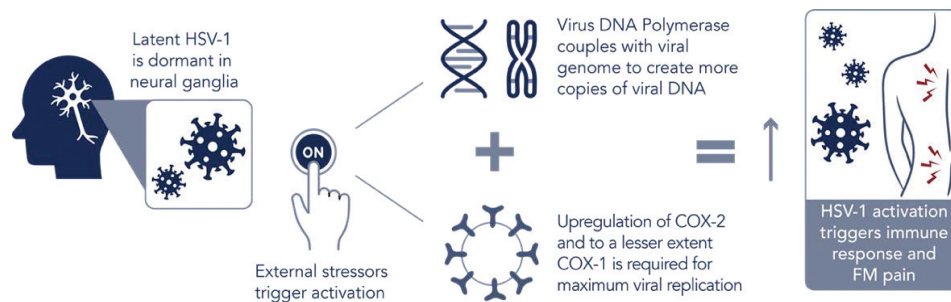 Latent HSV-1
is dormant in
neural ganglia
ON
External stressors
trigger activation
Virus DNA Polymerase
couples with viral
genome to create more
copies of viral DNA
+
Upregulation of COX-2
and to a lesser extent
COX-1 is required for
maximum viral replication
=
HSV-1 activation
triggers immune
response and
FM pain